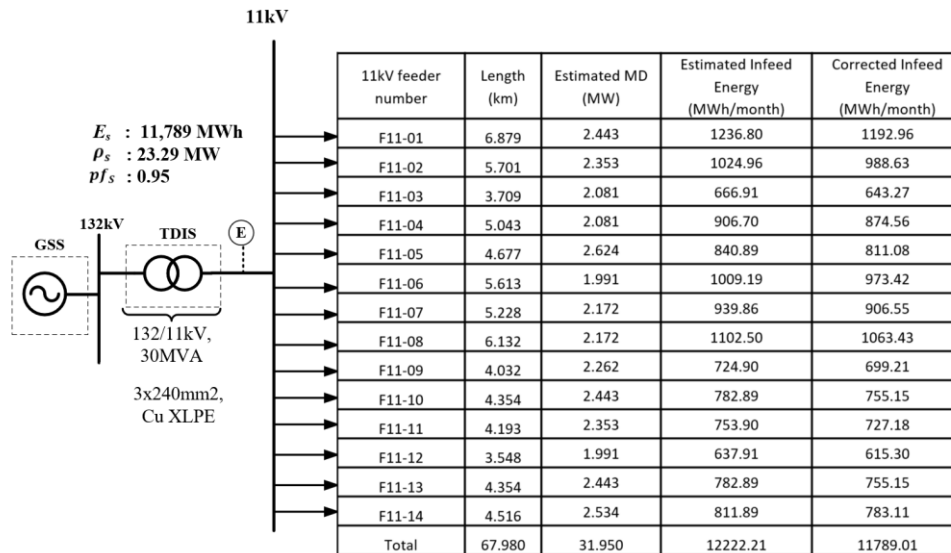 11kV
E_s : 11,789 MWh
ρ_s : 23.29 MW
pf_S : 0.95
GSS
132kV
TDIS
E
132/11kV,
30MVA
3x240mm2,
Cu XLPE
11kV feeder number | Length (km) | Estimated MD (MW) | Estimated Infeed Energy (MWh/month) | Corrected Infeed Energy (MWh/month)
F11-01 | 6.879 | 2.443 | 1236.80 | 1192.96
F11-02 | 5.701 | 2.353 | 1024.96 | 988.63
F11-03 | 3.709 | 2.081 | 666.91 | 643.27
F11-04 | 5.043 | 2.081 | 906.70 | 874.56
F11-05 | 4.677 | 2.624 | 840.89 | 811.08
F11-06 | 5.613 | 1.991 | 1009.19 | 973.42
F11-07 | 5.228 | 2.172 | 939.86 | 906.55
F11-08 | 6.132 | 2.172 | 1102.50 | 1063.43
F11-09 | 4.032 | 2.262 | 724.90 | 699.21
F11-10 | 4.354 | 2.443 | 782.89 | 755.15
F11-11 | 4.193 | 2.353 | 753.90 | 727.18
F11-12 | 3.548 | 1.991 | 637.91 | 615.30
F11-13 | 4.354 | 2.443 | 782.89 | 755.15
F11-14 | 4.516 | 2.534 | 811.89 | 783.11
Total | 67.980 | 31.950 | 12222.21 | 11789.01